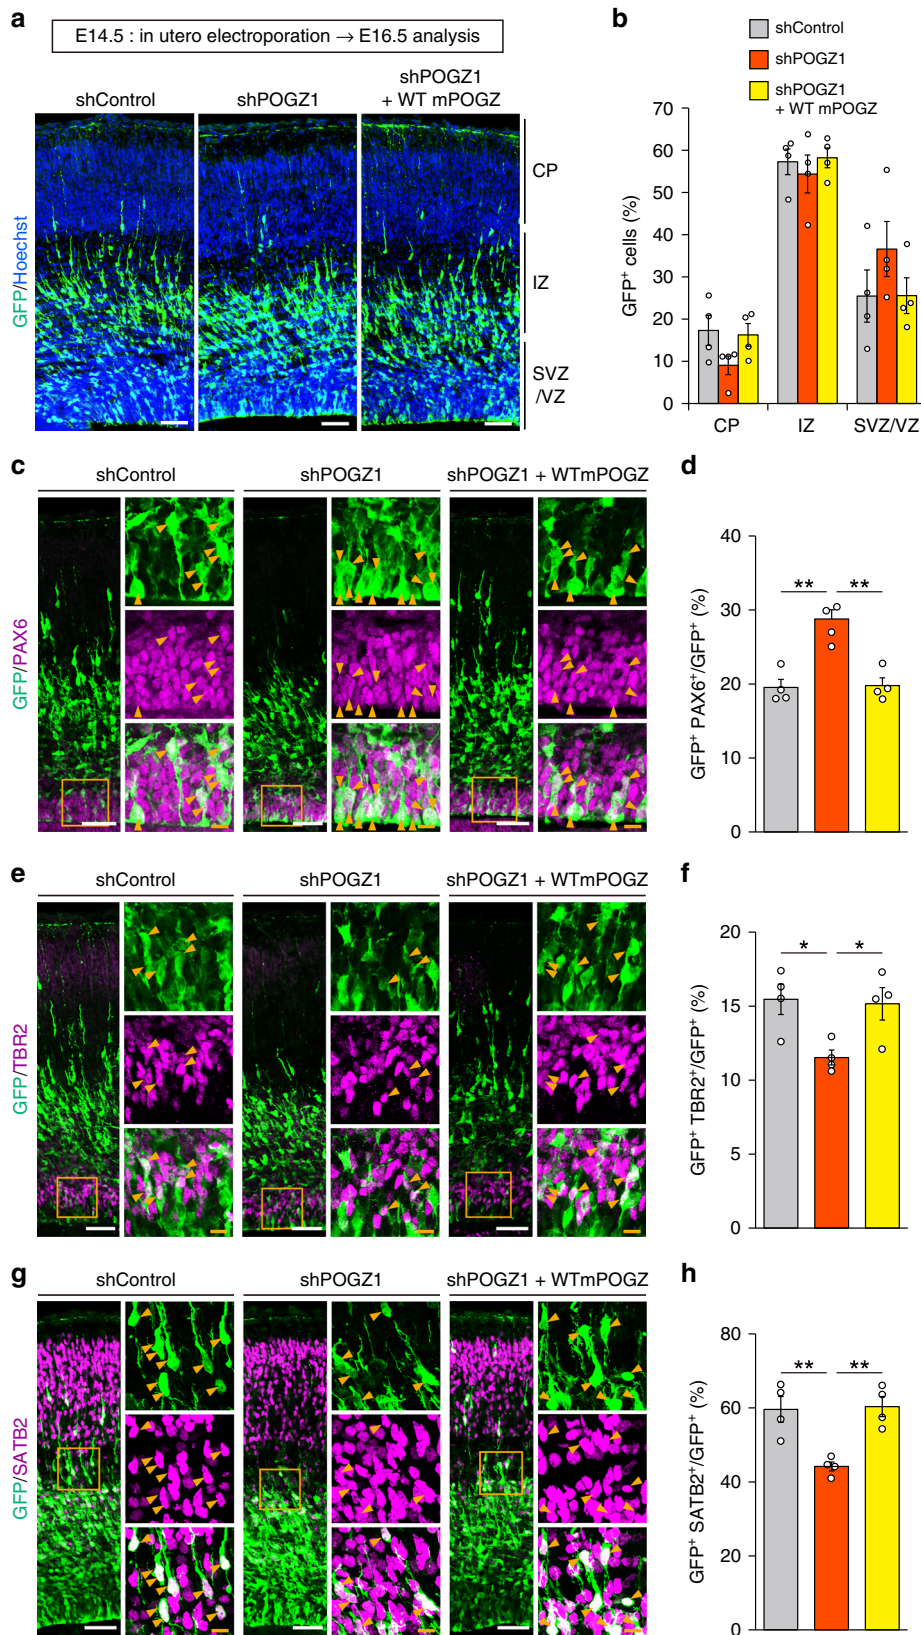 a
E14.5 : in utero electroporation → E16.5 analysis
shControl
shPOGZ1
shPOGZ1
+ WT mPOGZ
GFP/Hoechst
CP
IZ
SVZ
/VZ
b
shControl
shPOGZ1
shPOGZ1
+ WT mPOGZ
GFP⁺ cells (%)
70
60
50
40
30
20
10
0
CP
IZ
SVZ/VZ
c
shControl
shPOGZ1
shPOGZ1 + WTmPOGZ
GFP/PAX6
d
GFP⁺ PAX6⁺/GFP⁺ (%)
40
30
20
10
0
**
**
e
shControl
shPOGZ1
shPOGZ1 + WTmPOGZ
GFP/TBR2
f
GFP⁺ TBR2⁺/GFP⁺ (%)
20
15
10
5
0
*
*
g
shControl
shPOGZ1
shPOGZ1 + WTmPOGZ
GFP/SATB2
h
GFP⁺ SATB2⁺/GFP⁺ (%)
80
60
40
20
0
**
**